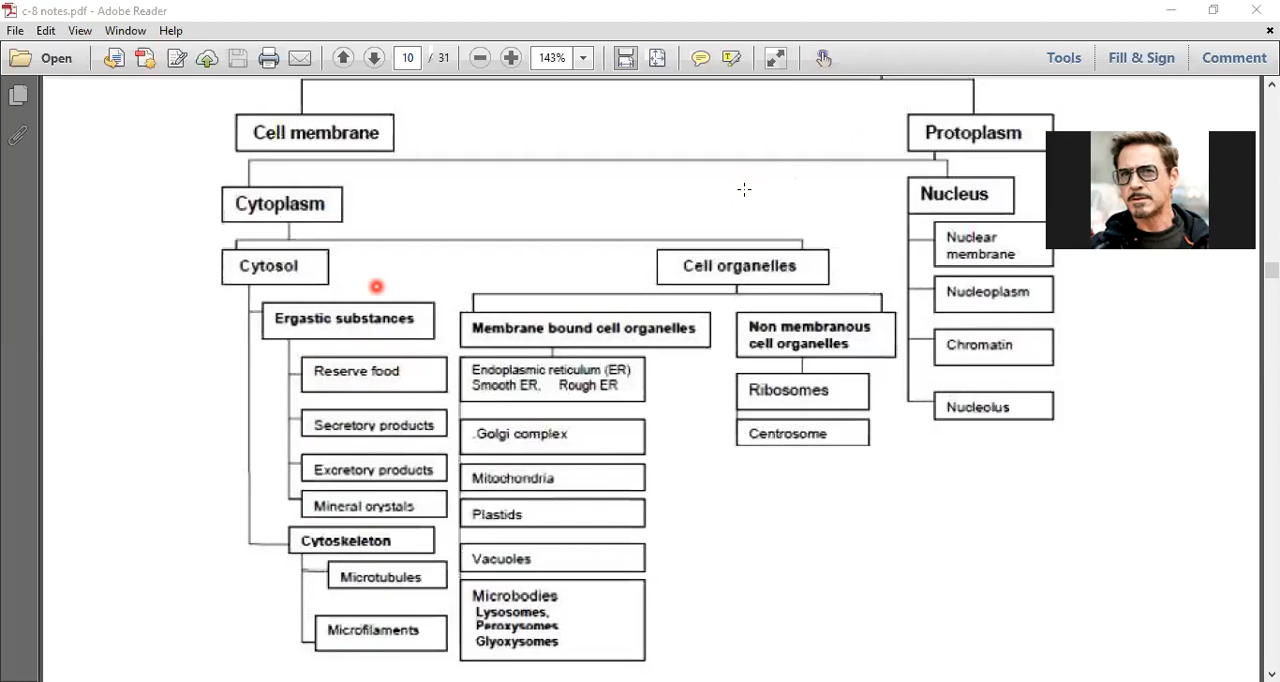 c-8 notes.pdf - Adobe Reader
File Edit View Window Help
Open 10 / 31 143% Tools Fill & Sign Comment
Cell membrane
Protoplasm
Cytoplasm
Nucleus
Nuclear
membrane
Cytosol
Cell organelles
Nucleoplasm
Ergastic substances
Membrane bound cell organelles
Non membranous
cell organelles
Chromatin
Reserve food
Endoplasmic reticulum (ER)
Smooth ER, Rough ER
Ribosomes
Nucleolus
Secretory products
.Golgi complex
Centrosome
Excretory products
Mitochondria
Mineral orystals
Plastids
Cytoskeleton
Vacuoles
Microtubules
Microbodies
Lysosomes,
Peroxysomes
Glyoxysomes
Microfilaments